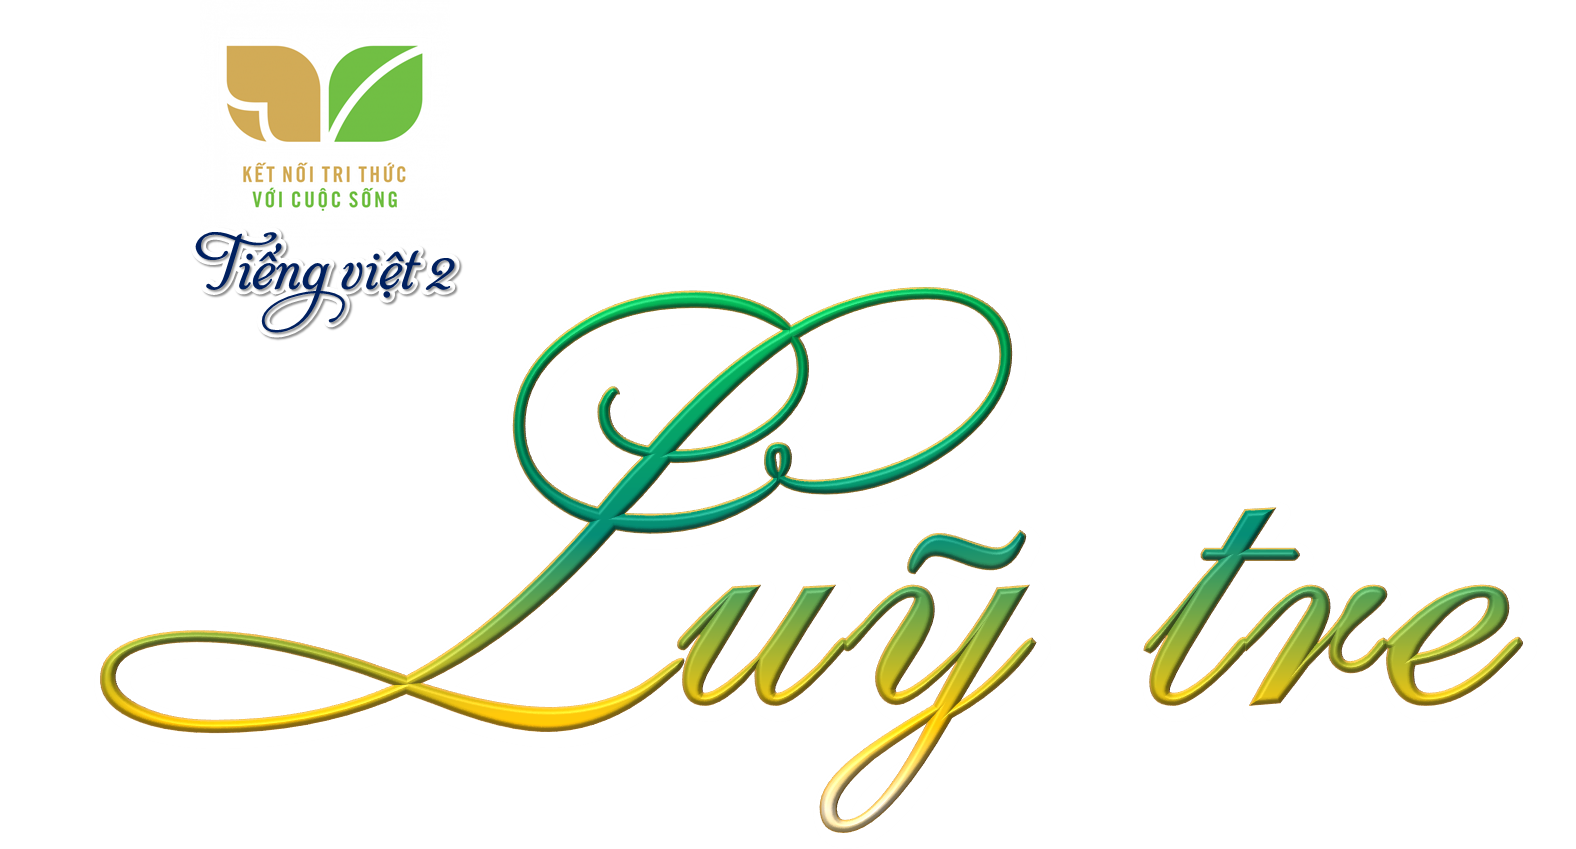 KẾT NỐI TRI THỨC
VỚI CUỘC SỐNG
Tiếng việt 2
Luỹ tre